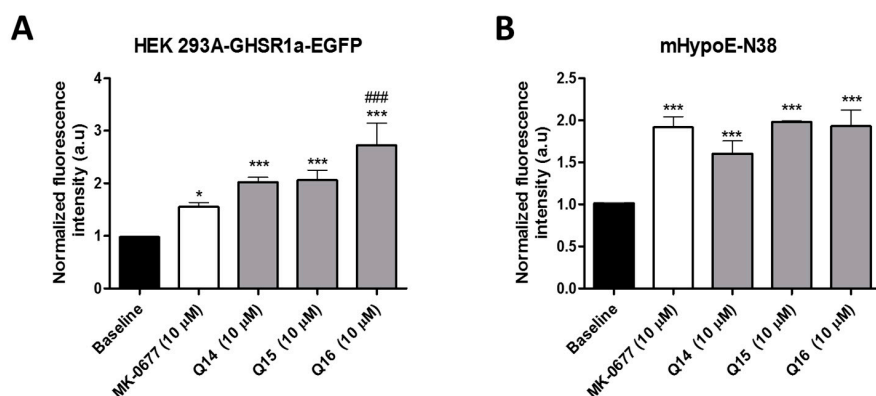 A
HEK 293A-GHSR1a-EGFP
Normalized fluorescence
intensity (a.u)
4
3
2
1
0
*
***
***
###
***
Baseline
MK-0677 (10 μM)
Q14 (10 μM)
Q15 (10 μM)
Q16 (10 μM)
B
mHypoE-N38
Normalized fluorescence
intensity (a.u)
2.5
2.0
1.5
1.0
0.5
0.0
***
***
***
***
Baseline
MK-0677 (10 μM)
Q14 (10 μM)
Q15 (10 μM)
Q16 (10 μM)